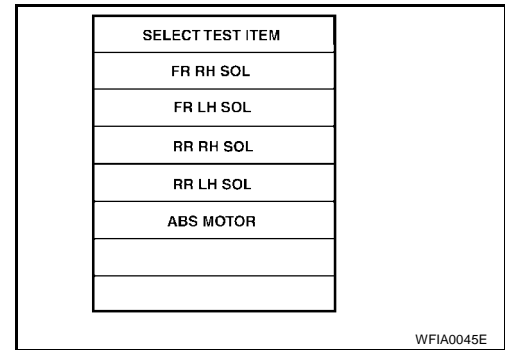 SELECT TEST ITEM
FR RH SOL
FR LH SOL
RR RH SOL
RR LH SOL
ABS MOTOR
WFIA0045E